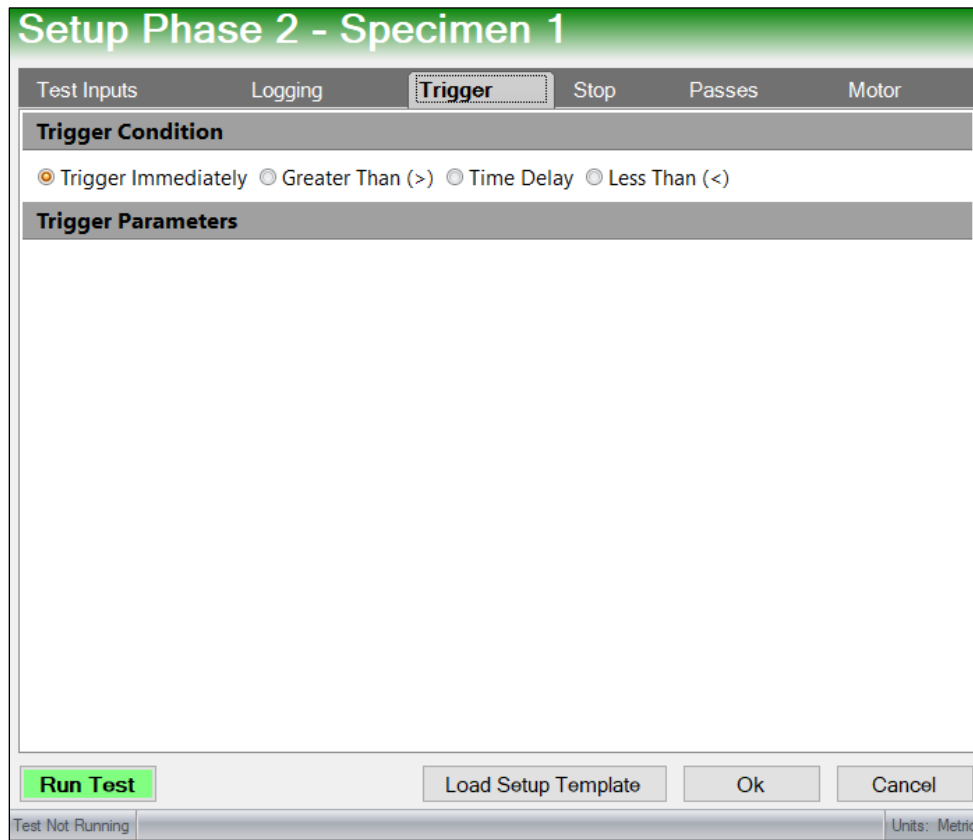 Setup Phase 2 - Specimen 1
Test Inputs Logging Trigger Stop Passes Motor
Trigger Condition
Trigger Immediately Greater Than (>) Time Delay Less Than (<)
Trigger Parameters
Run Test Load Setup Template Ok Cancel
Test Not Running Units: Metric